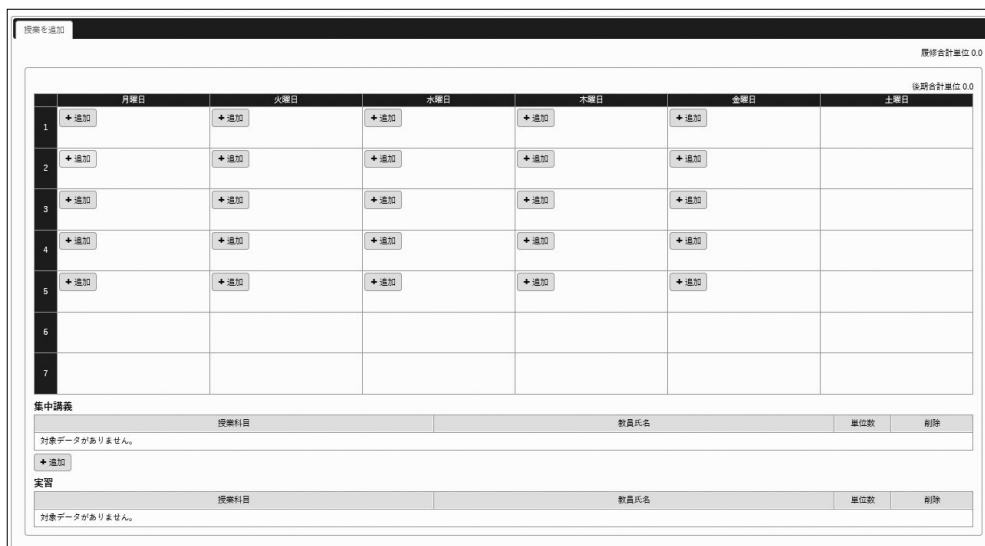 授業を追加
履修合計単位 0.0
後期合計単位 0.0
月曜日 火曜日 水曜日 木曜日 金曜日 土曜日
1 +追加 +追加 +追加 +追加 +追加
2 +追加 +追加 +追加 +追加 +追加
3 +追加 +追加 +追加 +追加 +追加
4 +追加 +追加 +追加 +追加 +追加
5 +追加 +追加 +追加 +追加 +追加
6
7
集中講義
授業科目 教員氏名 単位数 削除
対象データがありません。
+追加
実習
授業科目 教員氏名 単位数 削除
対象データがありません。